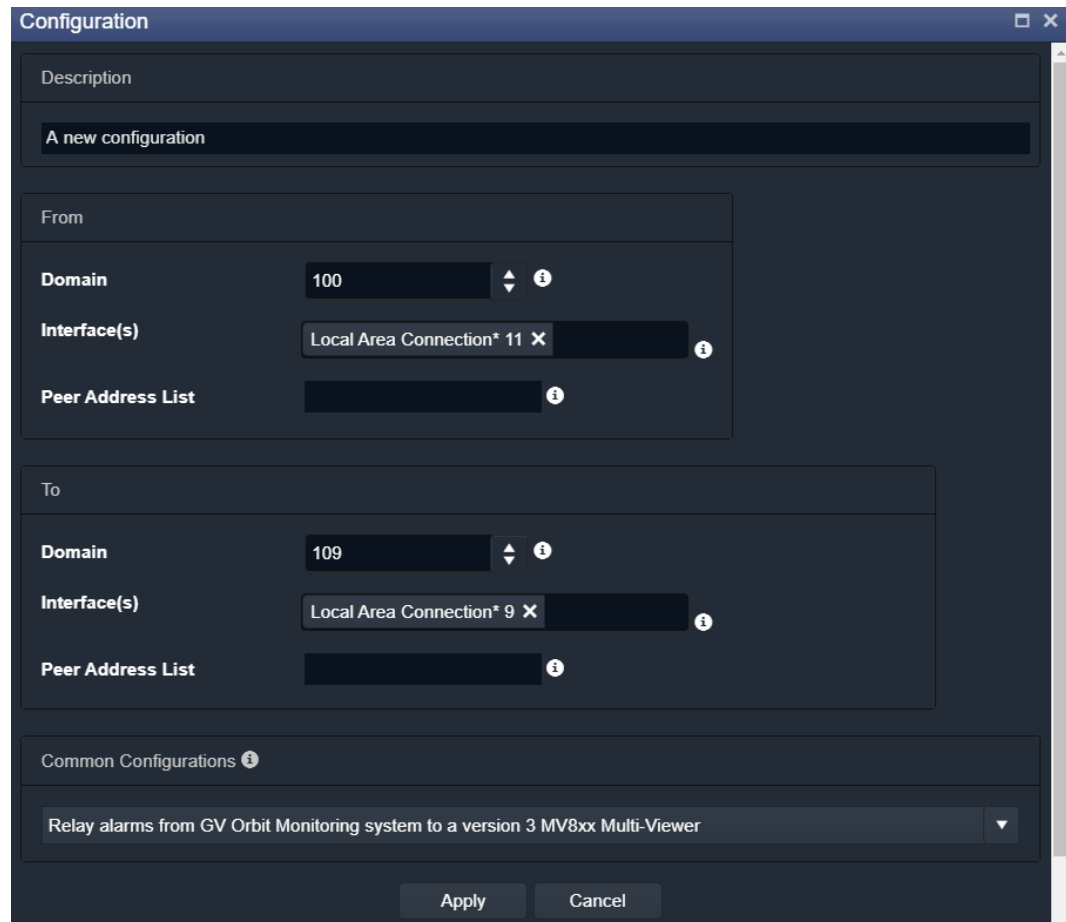 Configuration
Description
A new configuration
From
Domain 100
Interface(s) Local Area Connection* 11
Peer Address List
To
Domain 109
Interface(s) Local Area Connection* 9
Peer Address List
Common Configurations
Relay alarms from GV Orbit Monitoring system to a version 3 MV8xx Multi-Viewer
Apply Cancel